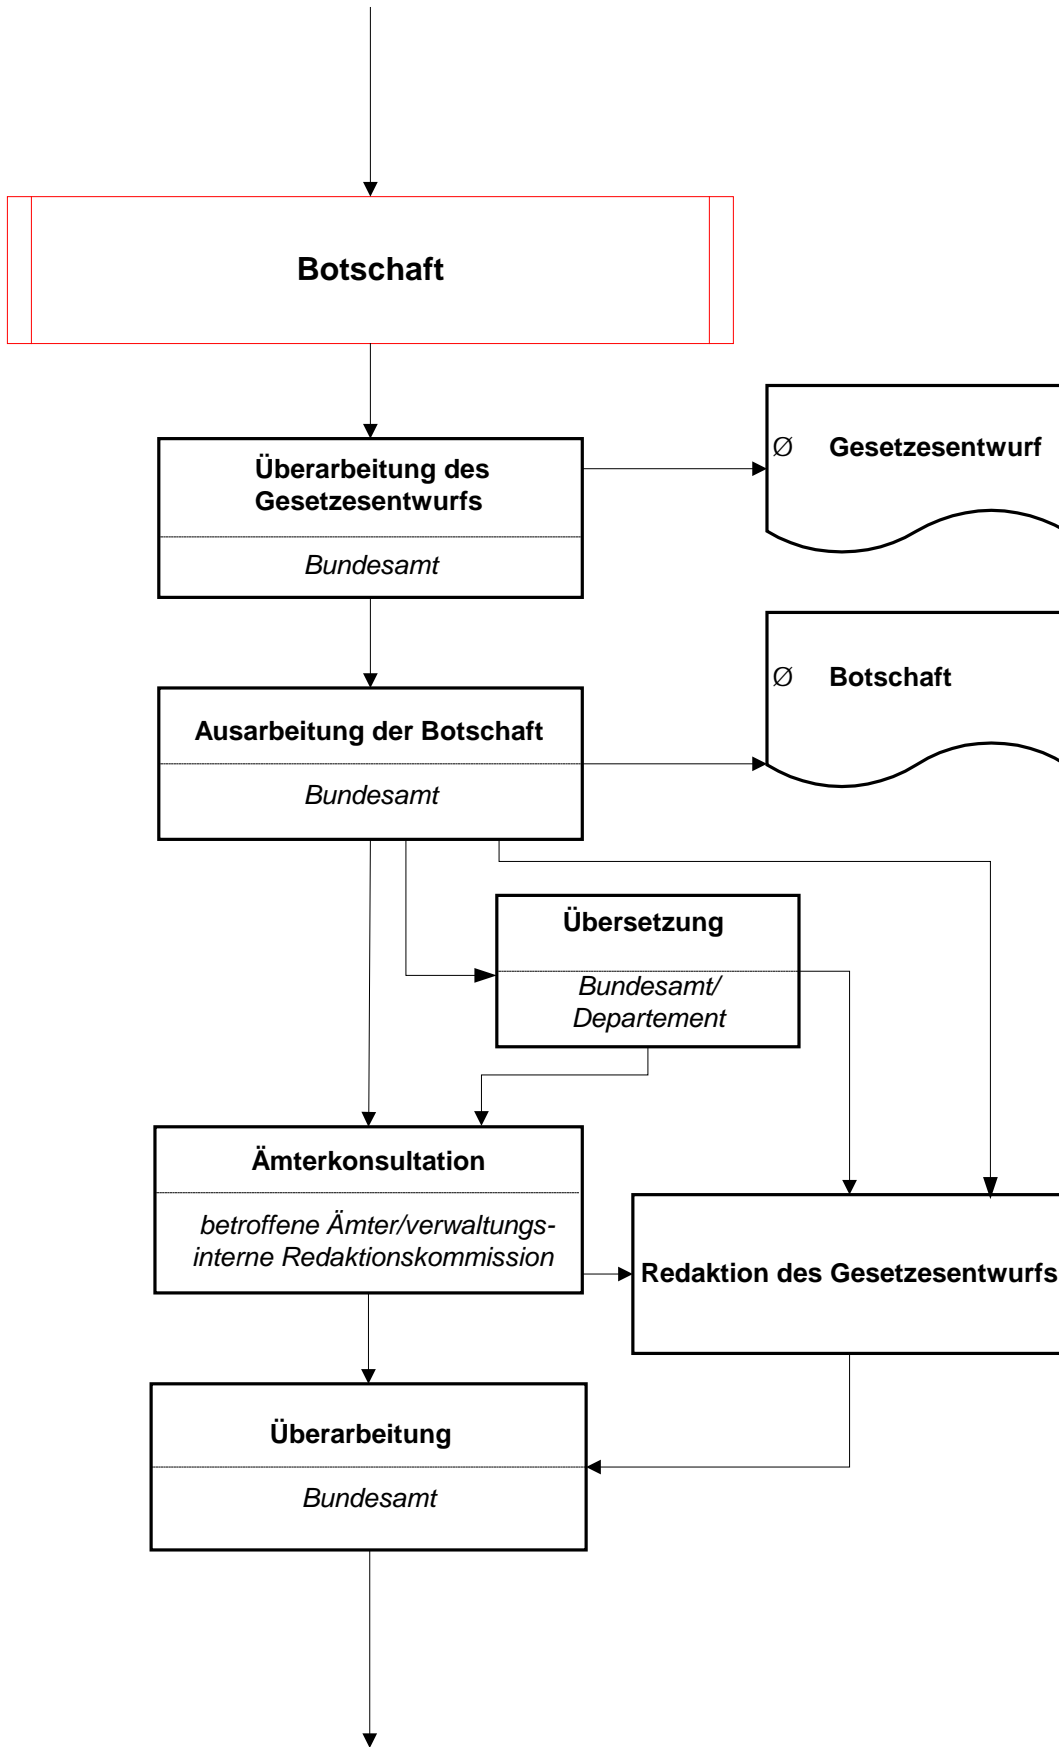 Botschaft
Überarbeitung des
Gesetzesentwurfs
Bundesamt
Ø Gesetzesentwurf
Ausarbeitung der Botschaft
Bundesamt
Ø Botschaft
Übersetzung
Bundesamt/
Departement
Ämterkonsultation
betroffene Ämter/verwaltungs-
interne Redaktionskommission
Redaktion des Gesetzesentwurfs
Überarbeitung
Bundesamt